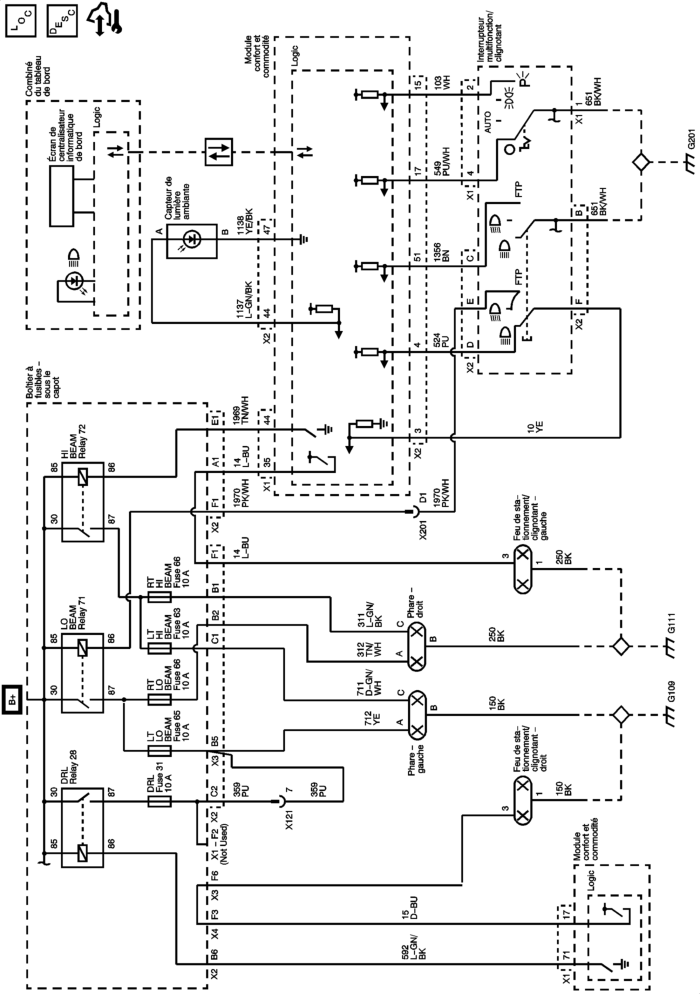 LOC
DESC
B+
Boîtier à
fusibles –
sous le
capot
DRL
Relay 28
85
30
86
87
LO
BEAM
Relay 71
30
85
87
86
HI
BEAM
Relay 72
30
85
87
86
DRL
Fuse 31
10 A
LT
LO
BEAM
Fuse 65
10 A
RT
LO
BEAM
Fuse 66
10 A
LT
HI
BEAM
Fuse 63
10 A
RT
HI
BEAM
Fuse 66
10 A
B6
X2
F3
X4
F6
X3
X1 – F2
(Not Used)
C2
X2
B5
X3
C1
B2
B1
F1
F1
X2
A1
E1
592
L–GN/
BK
15
D–BU
359
PU
X121
7
359
PU
712
YE
711
D–GN/
WH
312
TN/
WH
311
L–GN/
BK
14
L–BU
1970
PK/WH
14
L–BU
1969
TN/WH
X1
35
44
X201
D1
1970
PK/WH
Combiné
du tableau
de bord
Écran de
centralisateur
informatique
de bord
Logic
Capteur de
lumière
ambiante
A
B
1137
L–GN/BK
1138
YE/BK
X2
44
47
Module
confort et
commodité
Logic
X2
3
4
51
17
15
10
YE
524
PU
1356
BN
549
PU/WH
103
WH
X2
D
E
C
X1
4
2
Interrupteur
multifonction/
clignotant
FTP
FTP
AUTO
P
X2
F
B
651
BK/WH
1
X1
651
BK/WH
G201
Feu de sta-
tionnement/
clignotant –
gauche
3
1
250
BK
Phare –
droit
A
C
B
250
BK
G111
Phare –
gauche
A
C
B
150
BK
G109
Feu de sta-
tionnement/
clignotant –
droit
3
1
150
BK
Module
confort et
commodité
Logic
X1
71
17